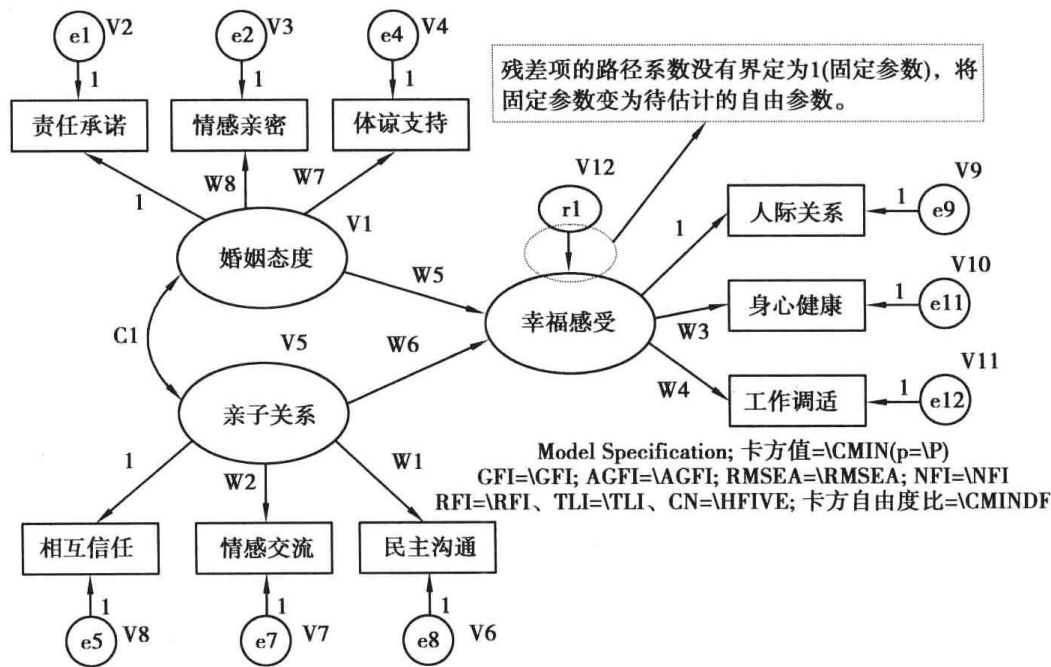 e1 V2
e2 V3
e4 V4
1
1
1
责任承诺
情感亲密
体谅支持
残差项的路径系数没有界定为1(固定参数)，将
固定参数变为待估计的自由参数。
1
W8
W7
V1
婚姻态度
V12
r1
V9
1
e9
1
人际关系
W5
幸福感受
V10
1
e11
身心健康
W3
C1
V5
W6
亲子关系
W4
V11
1
e12
工作调适
1
W2
W1
Model Specification; 卡方值=\CMIN(p=\P)
GFI=\GFI; AGFI=\AGFI; RMSEA=\RMSEA; NFI=\NFI
RFI=\RFI、TLI=\TLI、CN=\HFIVE; 卡方自由度比=\CMINDF
相互信任
情感交流
民主沟通
1
1
1
e5 V8
e7 V7
e8 V6